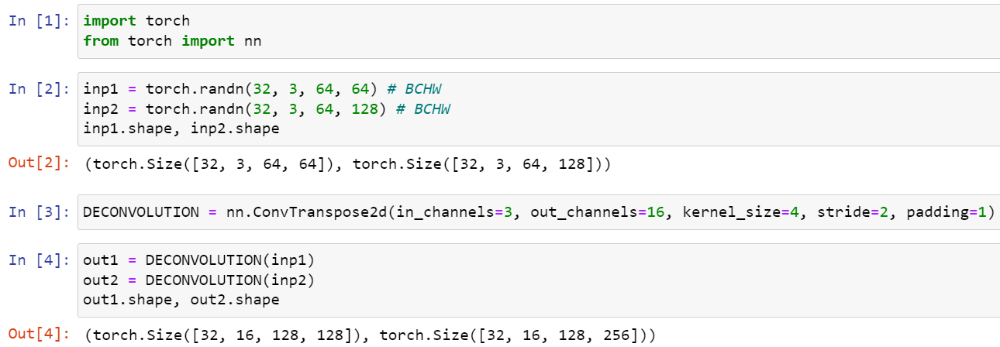 In [1]: import torch
from torch import nn
In [2]: inp1 = torch.randn(32, 3, 64, 64) # BCHW
inp2 = torch.randn(32, 3, 64, 128) # BCHW
inp1.shape, inp2.shape
Out[2]: (torch.Size([32, 3, 64, 64]), torch.Size([32, 3, 64, 128]))
In [3]: DECONVOLUTION = nn.ConvTranspose2d(in_channels=3, out_channels=16, kernel_size=4, stride=2, padding=1)
In [4]: out1 = DECONVOLUTION(inp1)
out2 = DECONVOLUTION(inp2)
out1.shape, out2.shape
Out[4]: (torch.Size([32, 16, 128, 128]), torch.Size([32, 16, 128, 256]))